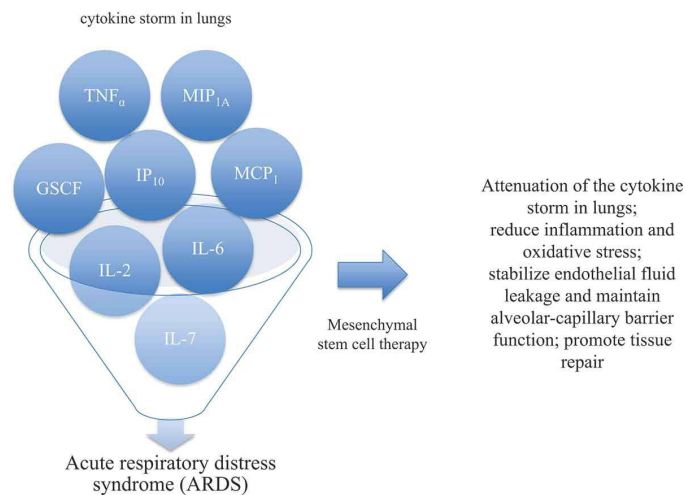 cytokine storm in lungs
TNFα
MIP1A
GSCF
IP10
MCP1
IL-2
IL-6
IL-7
Acute respiratory distress
syndrome (ARDS)
Mesenchymal
stem cell therapy
Attenuation of the cytokine
storm in lungs;
reduce inflammation and
oxidative stress;
stabilize endothelial fluid
leakage and maintain
alveolar-capillary barrier
function; promote tissue
repair